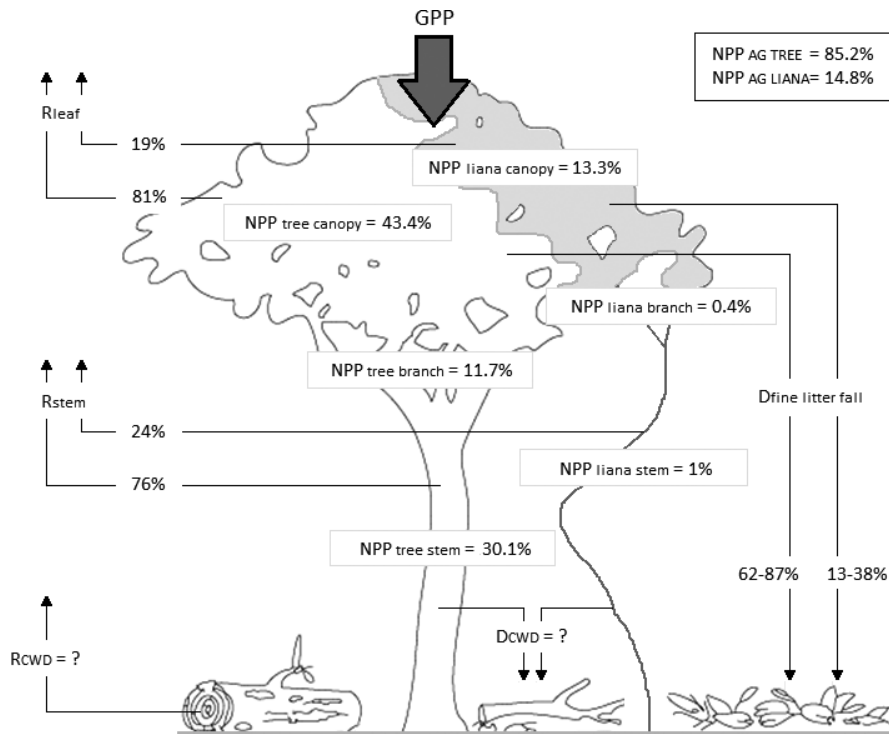 GPP
NPP AG TREE = 85.2%
NPP AG LIANA= 14.8%
Rleaf
19%
NPP liana canopy = 13.3%
81%
NPP tree canopy = 43.4%
NPP liana branch = 0.4%
NPP tree branch = 11.7%
Rstem
Dfine litter fall
24%
NPP liana stem = 1%
76%
NPP tree stem = 30.1%
62-87%
13-38%
RCWD = ?
DCWD = ?